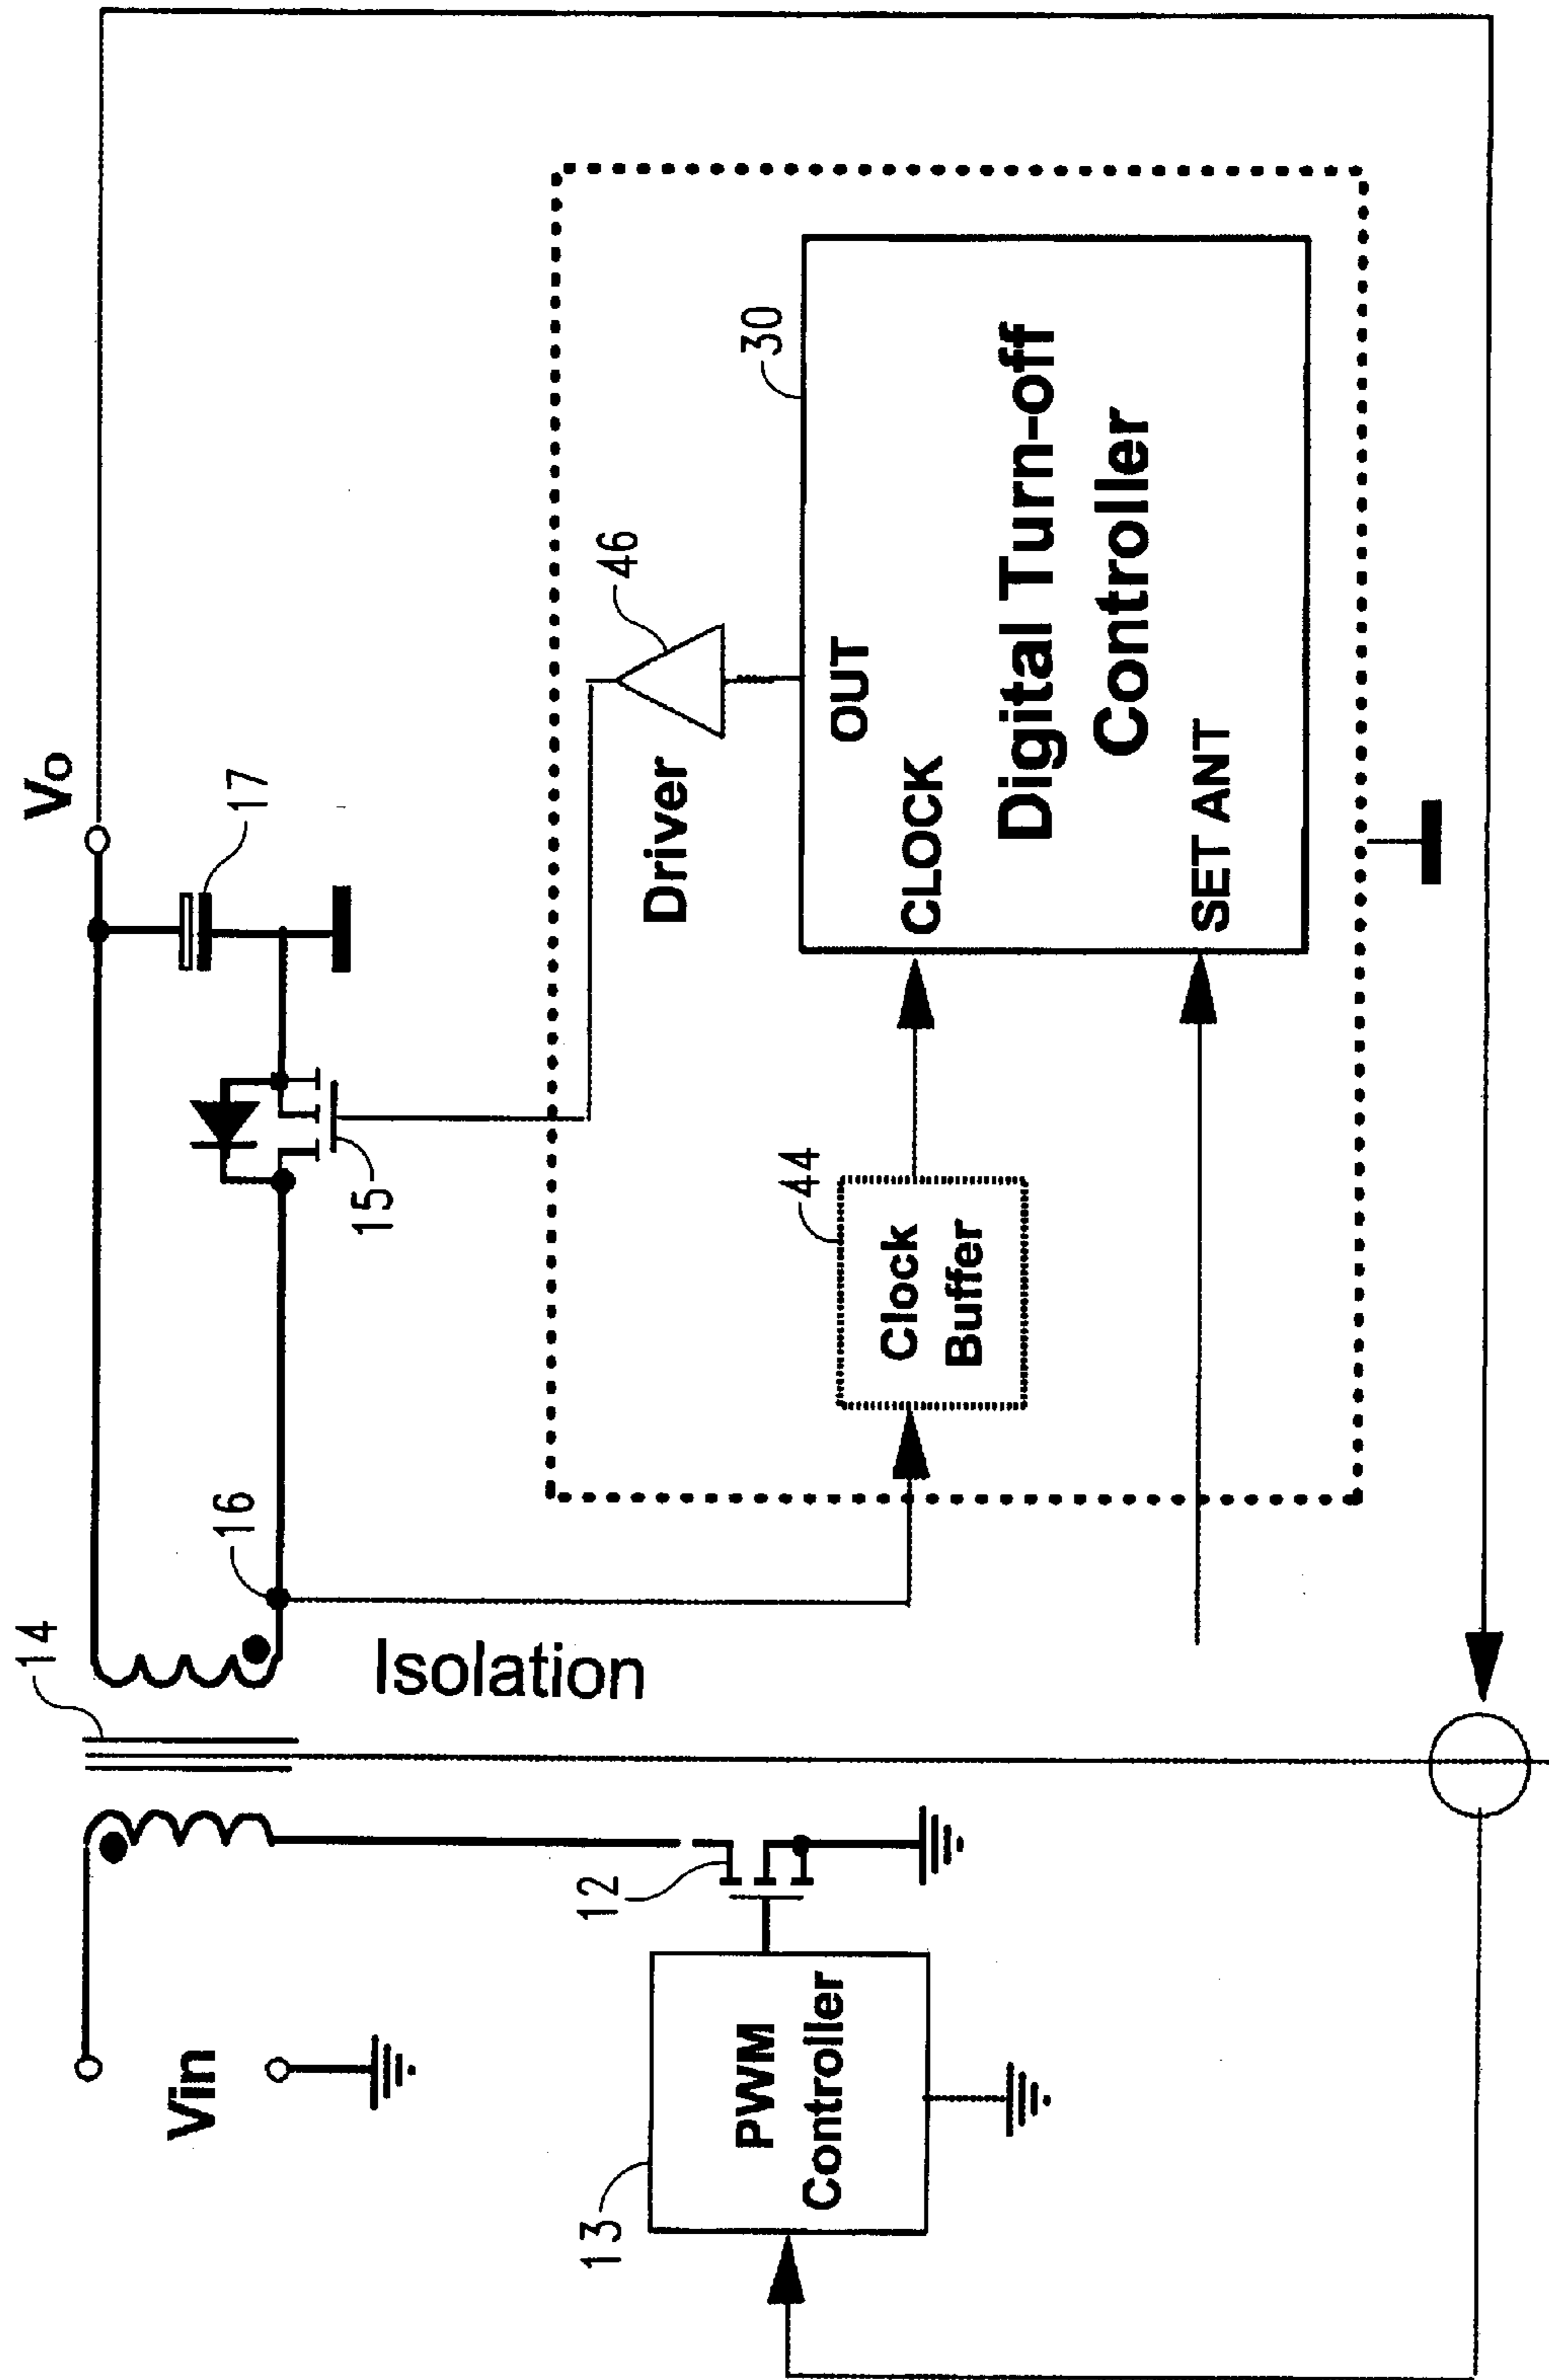 14
16
Vo
17
15
Vin
Isolation
12
13
PWM
Controller
Driver
46
44
Clock
Buffer
30
OUT
CLOCK
Digital Turn-off
Controller
SET ANT